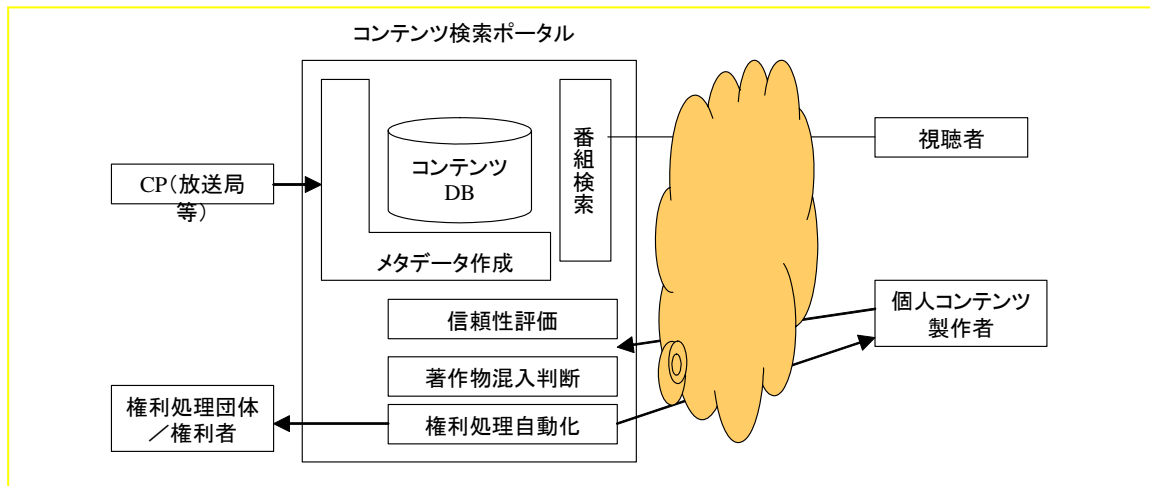 コンテンツ検索ポータル
CP（放送局
等）
コンテンツ
DB
メタデータ作成
番組検索
視聴者
信頼性評価
著作物混入判断
権利処理自動化
個人コンテンツ
製作者
権利処理団体
／権利者